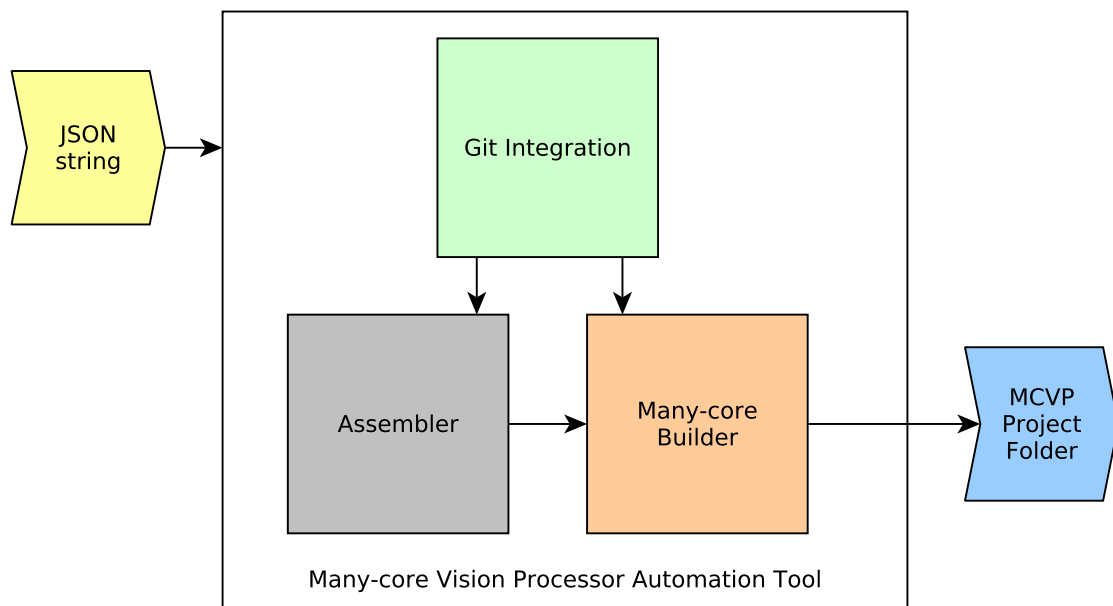 JSON
string
Git Integration
Assembler
Many-core
Builder
MCVP
Project
Folder
Many-core Vision Processor Automation Tool